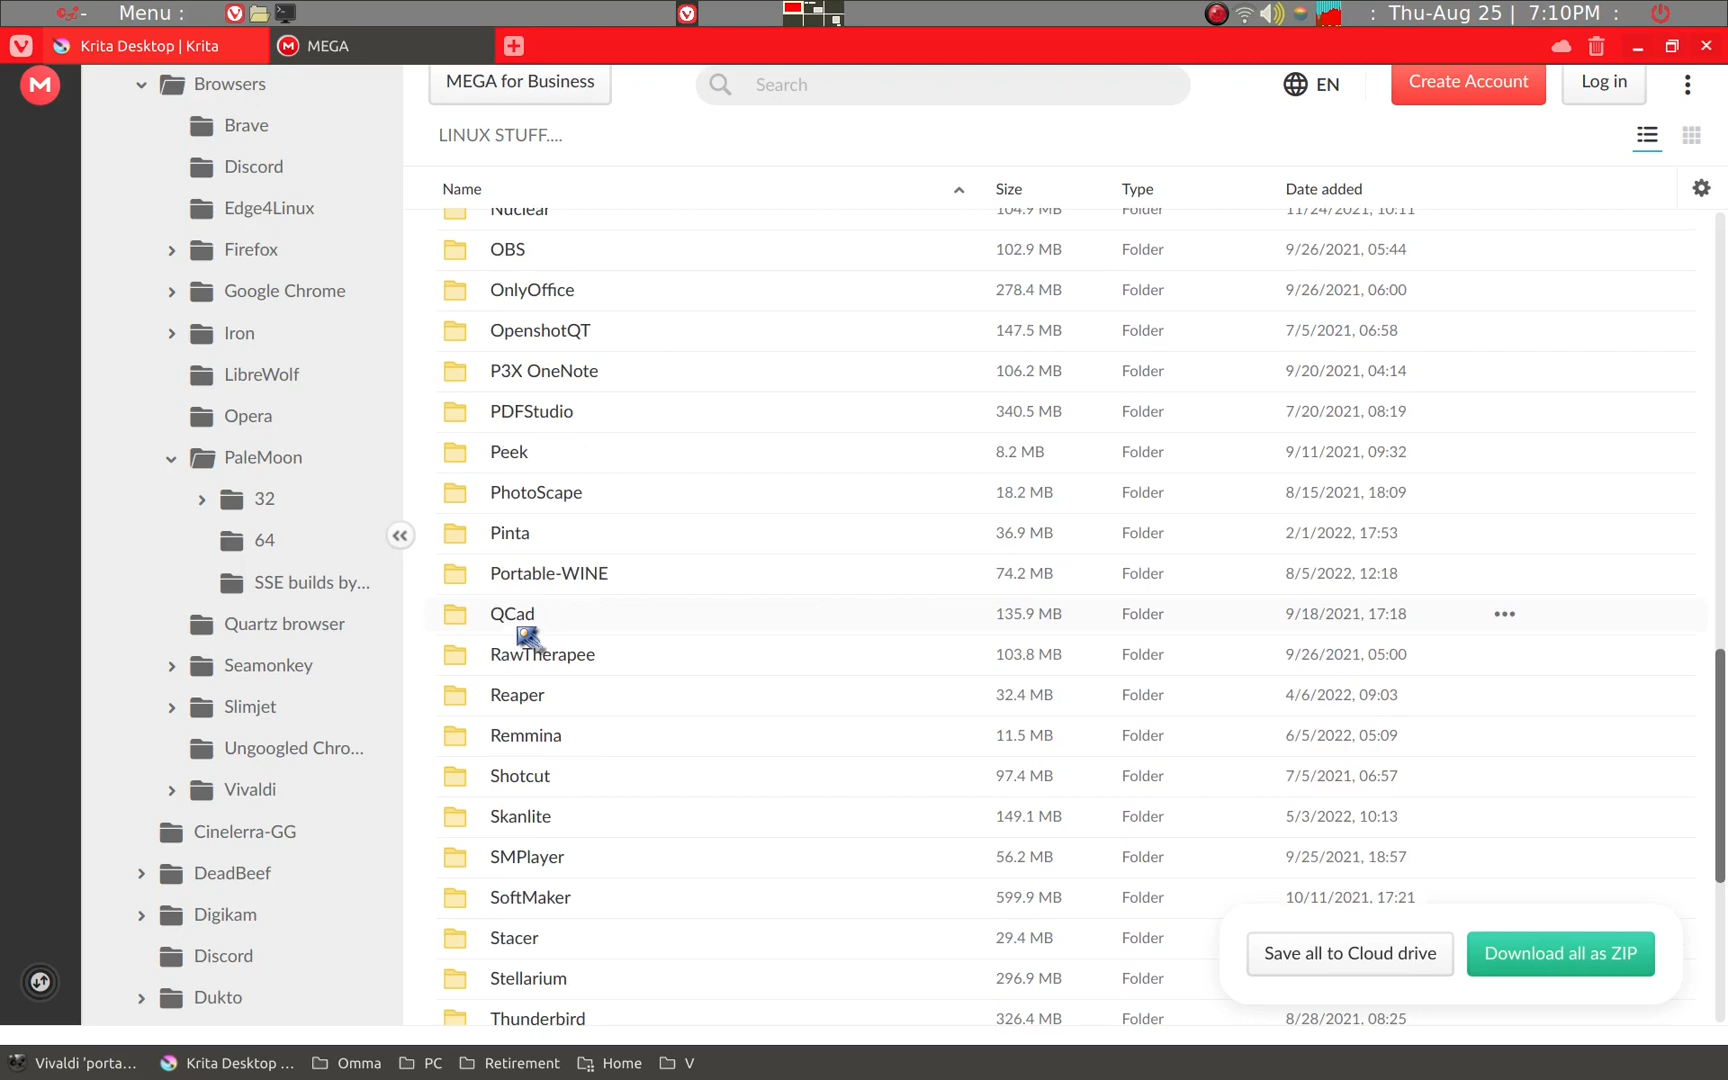 Menu :
: Thu-Aug 25 | 7:10PM :
Krita Desktop | Krita
MEGA
Browsers
Brave
Discord
Edge4Linux
Firefox
Google Chrome
Iron
LibreWolf
Opera
PaleMoon
32
64
SSE builds by...
Quartz browser
Seamonkey
Slimjet
Ungoogled Chro...
Vivaldi
Cinelerra-GG
DeadBeef
Digikam
Discord
Dukto
MEGA for Business
Search
EN
Create Account
Log in
LINUX STUFF....
Name Size Type Date added
Nuclear 104.9 MB Folder 11/24/2021, 10:11
OBS 102.9 MB Folder 9/26/2021, 05:44
OnlyOffice 278.4 MB Folder 9/26/2021, 06:00
OpenshotQT 147.5 MB Folder 7/5/2021, 06:58
P3X OneNote 106.2 MB Folder 9/20/2021, 04:14
PDFStudio 340.5 MB Folder 7/20/2021, 08:19
Peek 8.2 MB Folder 9/11/2021, 09:32
PhotoScape 18.2 MB Folder 8/15/2021, 18:09
Pinta 36.9 MB Folder 2/1/2022, 17:53
Portable-WINE 74.2 MB Folder 8/5/2022, 12:18
QCad 135.9 MB Folder 9/18/2021, 17:18
RawTherapee 103.8 MB Folder 9/26/2021, 05:00
Reaper 32.4 MB Folder 4/6/2022, 09:03
Remmina 11.5 MB Folder 6/5/2022, 05:09
Shotcut 97.4 MB Folder 7/5/2021, 06:57
Skanlite 149.1 MB Folder 5/3/2022, 10:13
SMPlayer 56.2 MB Folder 9/25/2021, 18:57
SoftMaker 599.9 MB Folder 10/11/2021, 17:21
Stacer 29.4 MB Folder
Stellarium 296.9 MB Folder
Thunderbird 326.4 MB Folder 8/28/2021, 08:25
Save all to Cloud drive
Download all as ZIP
Vivaldi 'porta...
Krita Desktop ...
Omma
PC
Retirement
Home
V